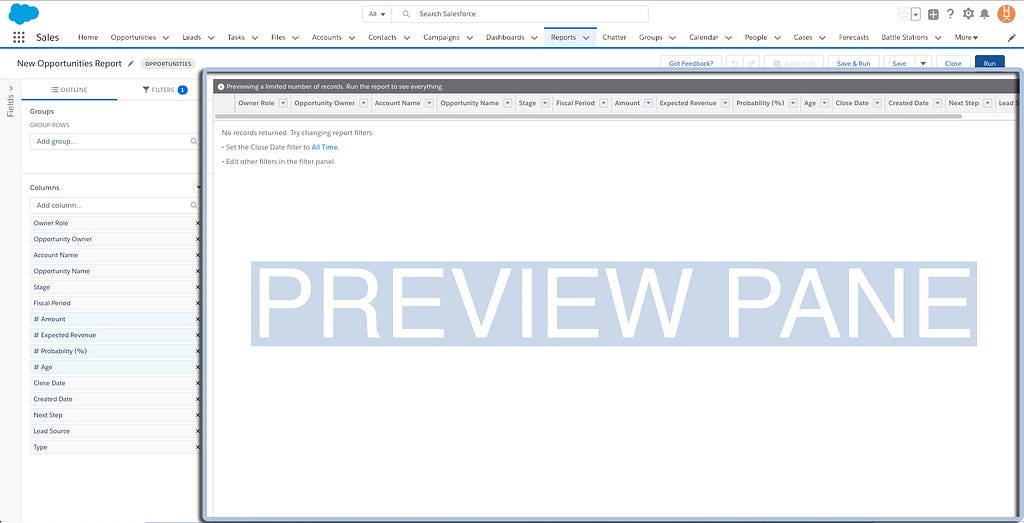 All Search Salesforce
Sales Home Opportunities Leads Tasks Files Accounts Contacts Campaigns Dashboards Reports Chatter Groups Calendar People Cases Forecasts Battle Stations More
New Opportunities Report OPPORTUNITIES Got Feedback? Add Chart Save & Run Save Close Run
Fields
OUTLINE FILTERS 1
Groups
GROUP ROWS
Add group...
Columns
Add column...
Owner Role
Opportunity Owner
Account Name
Opportunity Name
Stage
Fiscal Period
# Amount
# Expected Revenue
# Probability (%)
# Age
Close Date
Created Date
Next Step
Lead Source
Type
Previewing a limited number of records. Run the report to see everything.
Owner Role Opportunity Owner Account Name Opportunity Name Stage Fiscal Period Amount Expected Revenue Probability (%) Age Close Date Created Date Next Step Lead S
No records returned. Try changing report filters:
• Set the Close Date filter to All Time.
• Edit other filters in the filter panel.
PREVIEW PANE